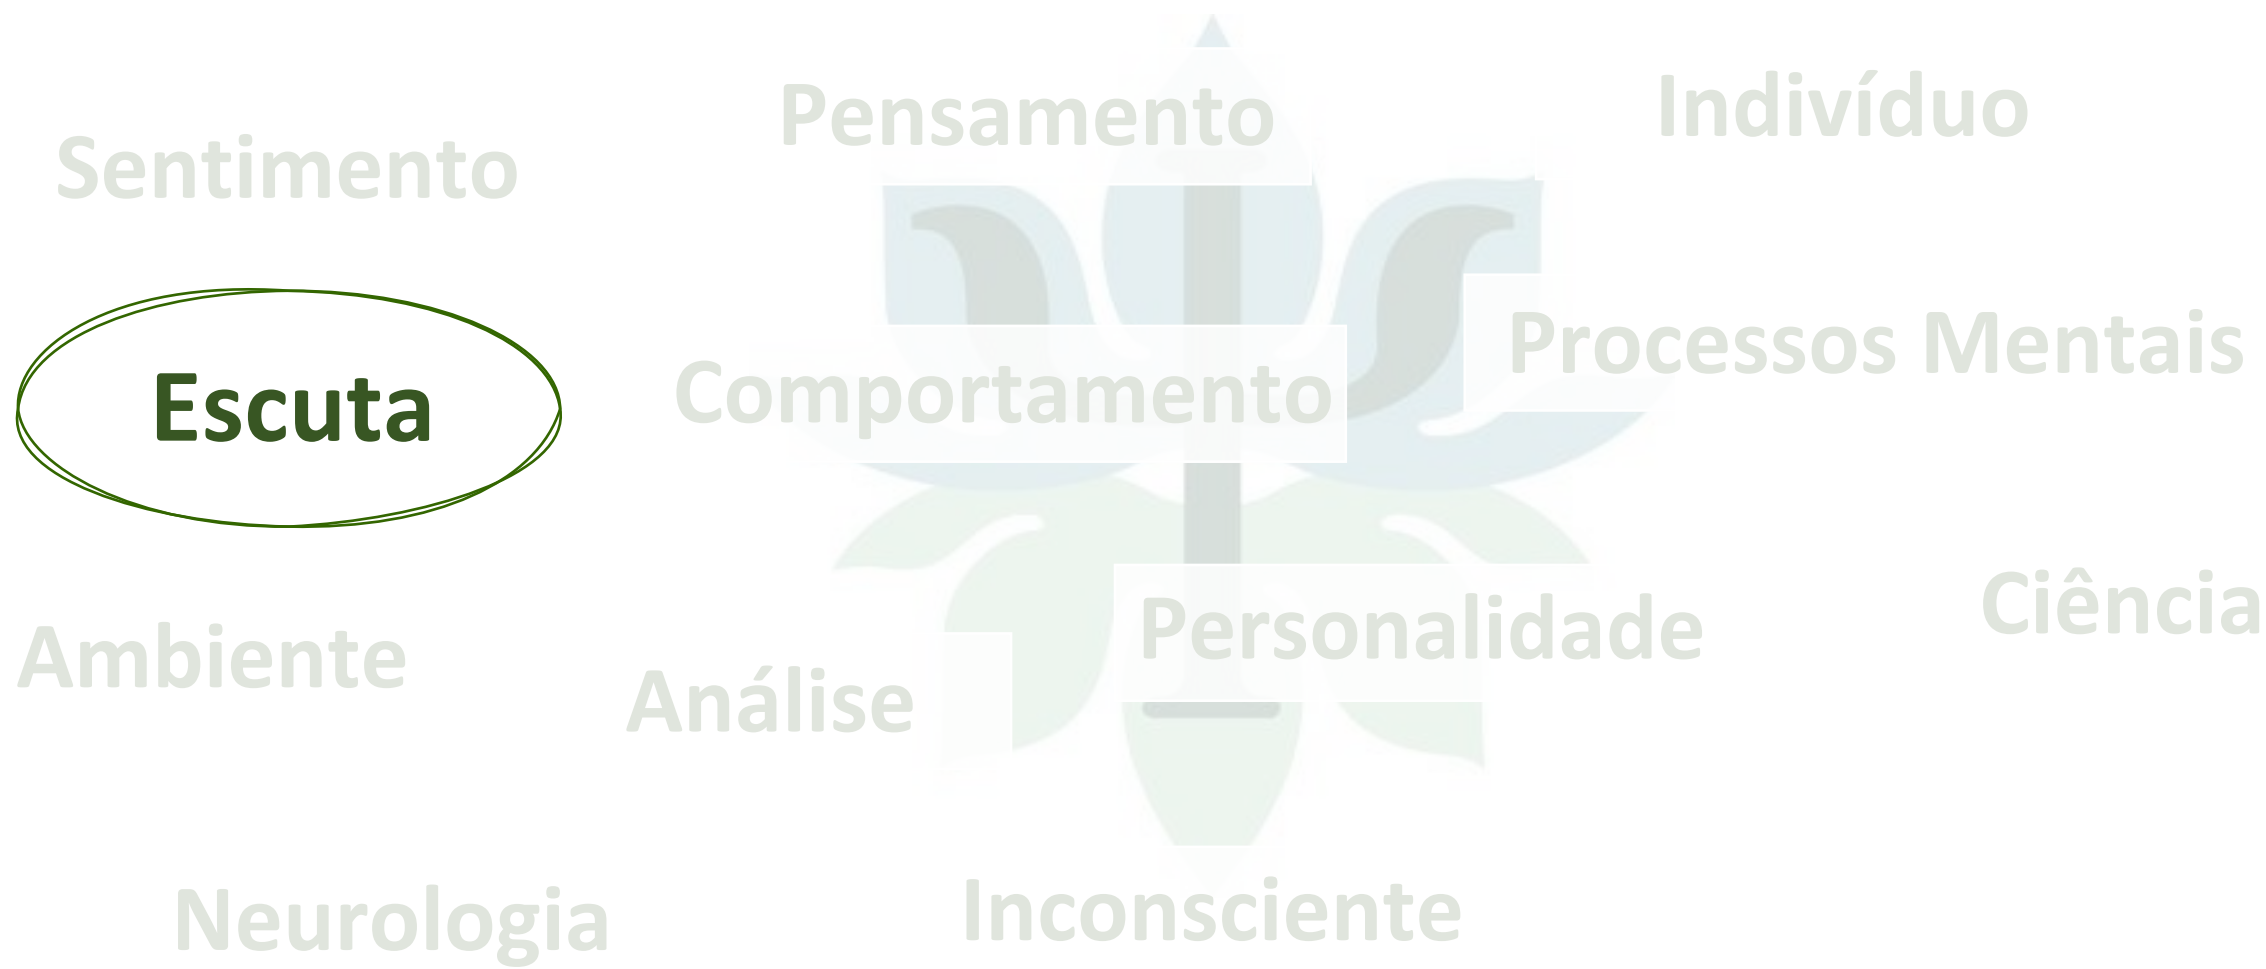 Pensamento
Indivíduo
Sentimento
Processos Mentais
Comportamento
Escuta
Ciência
Personalidade
Ambiente
Análise
Inconsciente
Neurologia